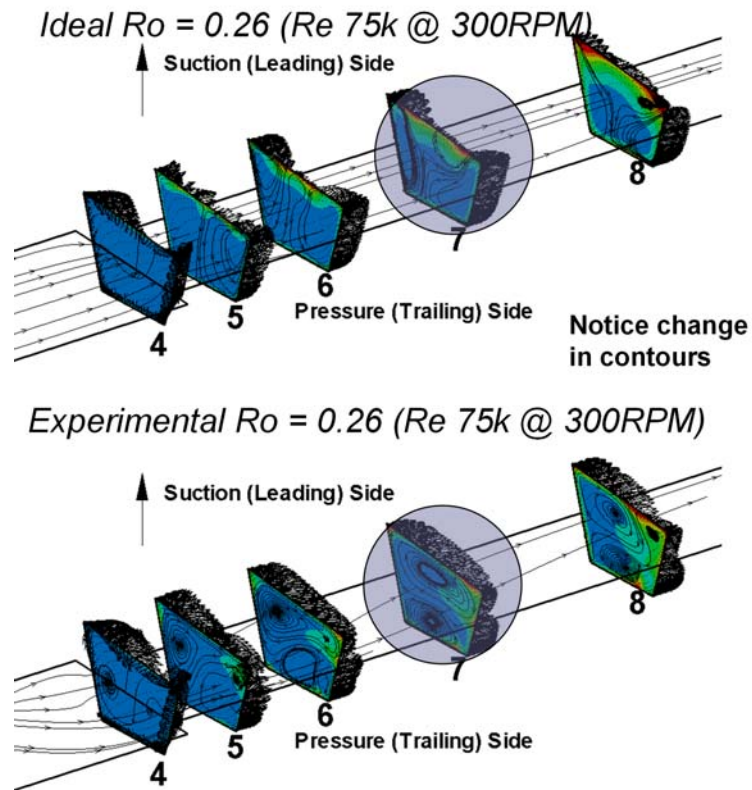 Ideal Ro = 0.26 (Re 75k @ 300RPM)
Suction (Leading) Side
8
7
6
5
4
Pressure (Trailing) Side
Notice change
in contours
Experimental Ro = 0.26 (Re 75k @ 300RPM)
Suction (Leading) Side
8
7
6
5
4
Pressure (Trailing) Side